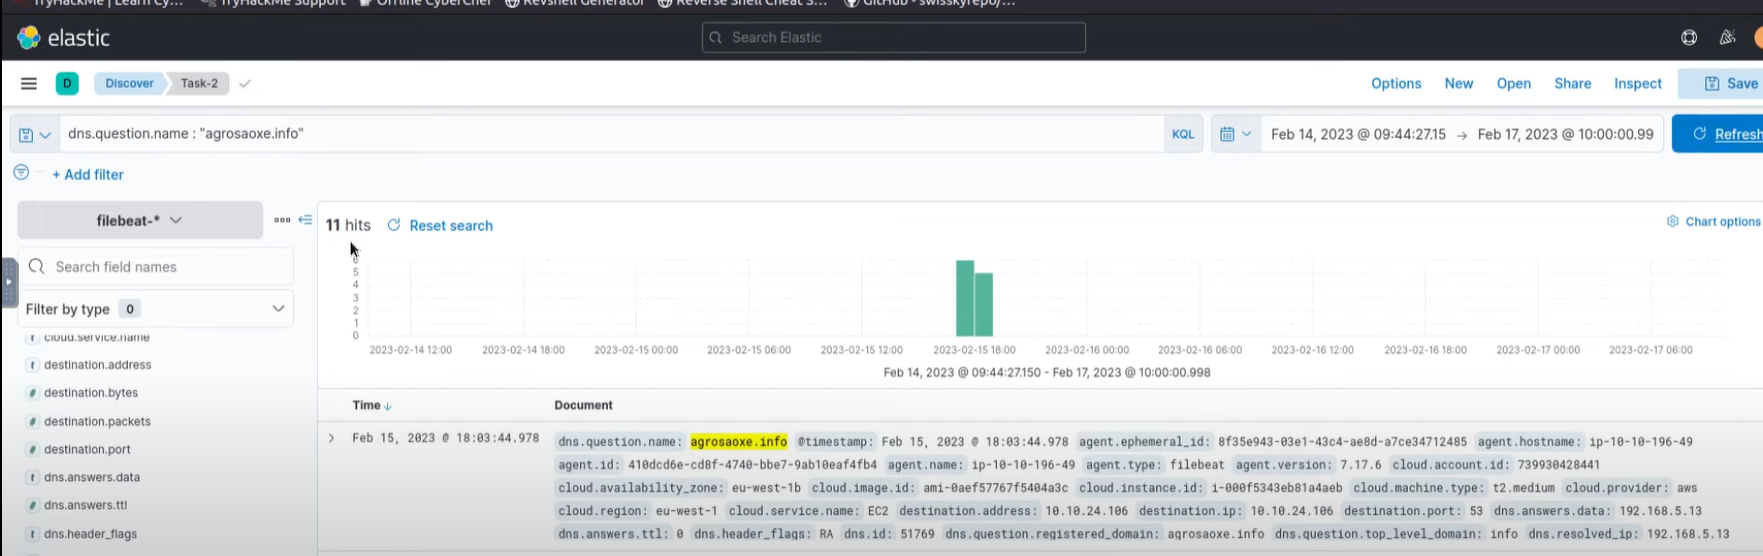 TryHackMe | Learn Cy... TryHackMe Support Offline CyberChef Revshell Generator Reverse Shell Cheat S... GitHub - swisskyrepo/...
elastic Search Elastic
D Discover Task-2 Options New Open Share Inspect Save
dns.question.name : "agrosaoxe.info" KQL Feb 14, 2023 @ 09:44:27.15 → Feb 17, 2023 @ 10:00:00.99 Refresh
+ Add filter
filebeat-*
Search field names
Filter by type 0
t cloud.service.name
t destination.address
# destination.bytes
# destination.packets
# destination.port
t dns.answers.data
# dns.answers.ttl
t dns.header_flags
11 hits Reset search Chart options
6
5
4
3
2
1
0
2023-02-14 12:00 2023-02-14 18:00 2023-02-15 00:00 2023-02-15 06:00 2023-02-15 12:00 2023-02-15 18:00 2023-02-16 00:00 2023-02-16 06:00 2023-02-16 12:00 2023-02-16 18:00 2023-02-17 00:00 2023-02-17 06:00
Feb 14, 2023 @ 09:44:27.150 - Feb 17, 2023 @ 10:00:00.998
Time ↓ Document
Feb 15, 2023 @ 18:03:44.978 dns.question.name: agrosaoxe.info @timestamp: Feb 15, 2023 @ 18:03:44.978 agent.ephemeral_id: 8f35e943-03e1-43c4-ae8d-a7ce34712485 agent.hostname: ip-10-10-196-49
agent.id: 410dcd6e-cd8f-4740-bbe7-9ab10eaf4fb4 agent.name: ip-10-10-196-49 agent.type: filebeat agent.version: 7.17.6 cloud.account.id: 739930428441
cloud.availability_zone: eu-west-1b cloud.image.id: ami-0aef57767f5404a3c cloud.instance.id: i-000f5343eb81a4aeb cloud.machine.type: t2.medium cloud.provider: aws
cloud.region: eu-west-1 cloud.service.name: EC2 destination.address: 10.10.24.106 destination.ip: 10.10.24.106 destination.port: 53 dns.answers.data: 192.168.5.13
dns.answers.ttl: 0 dns.header_flags: RA dns.id: 51769 dns.question.registered_domain: agrosaoxe.info dns.question.top_level_domain: info dns.resolved_ip: 192.168.5.13